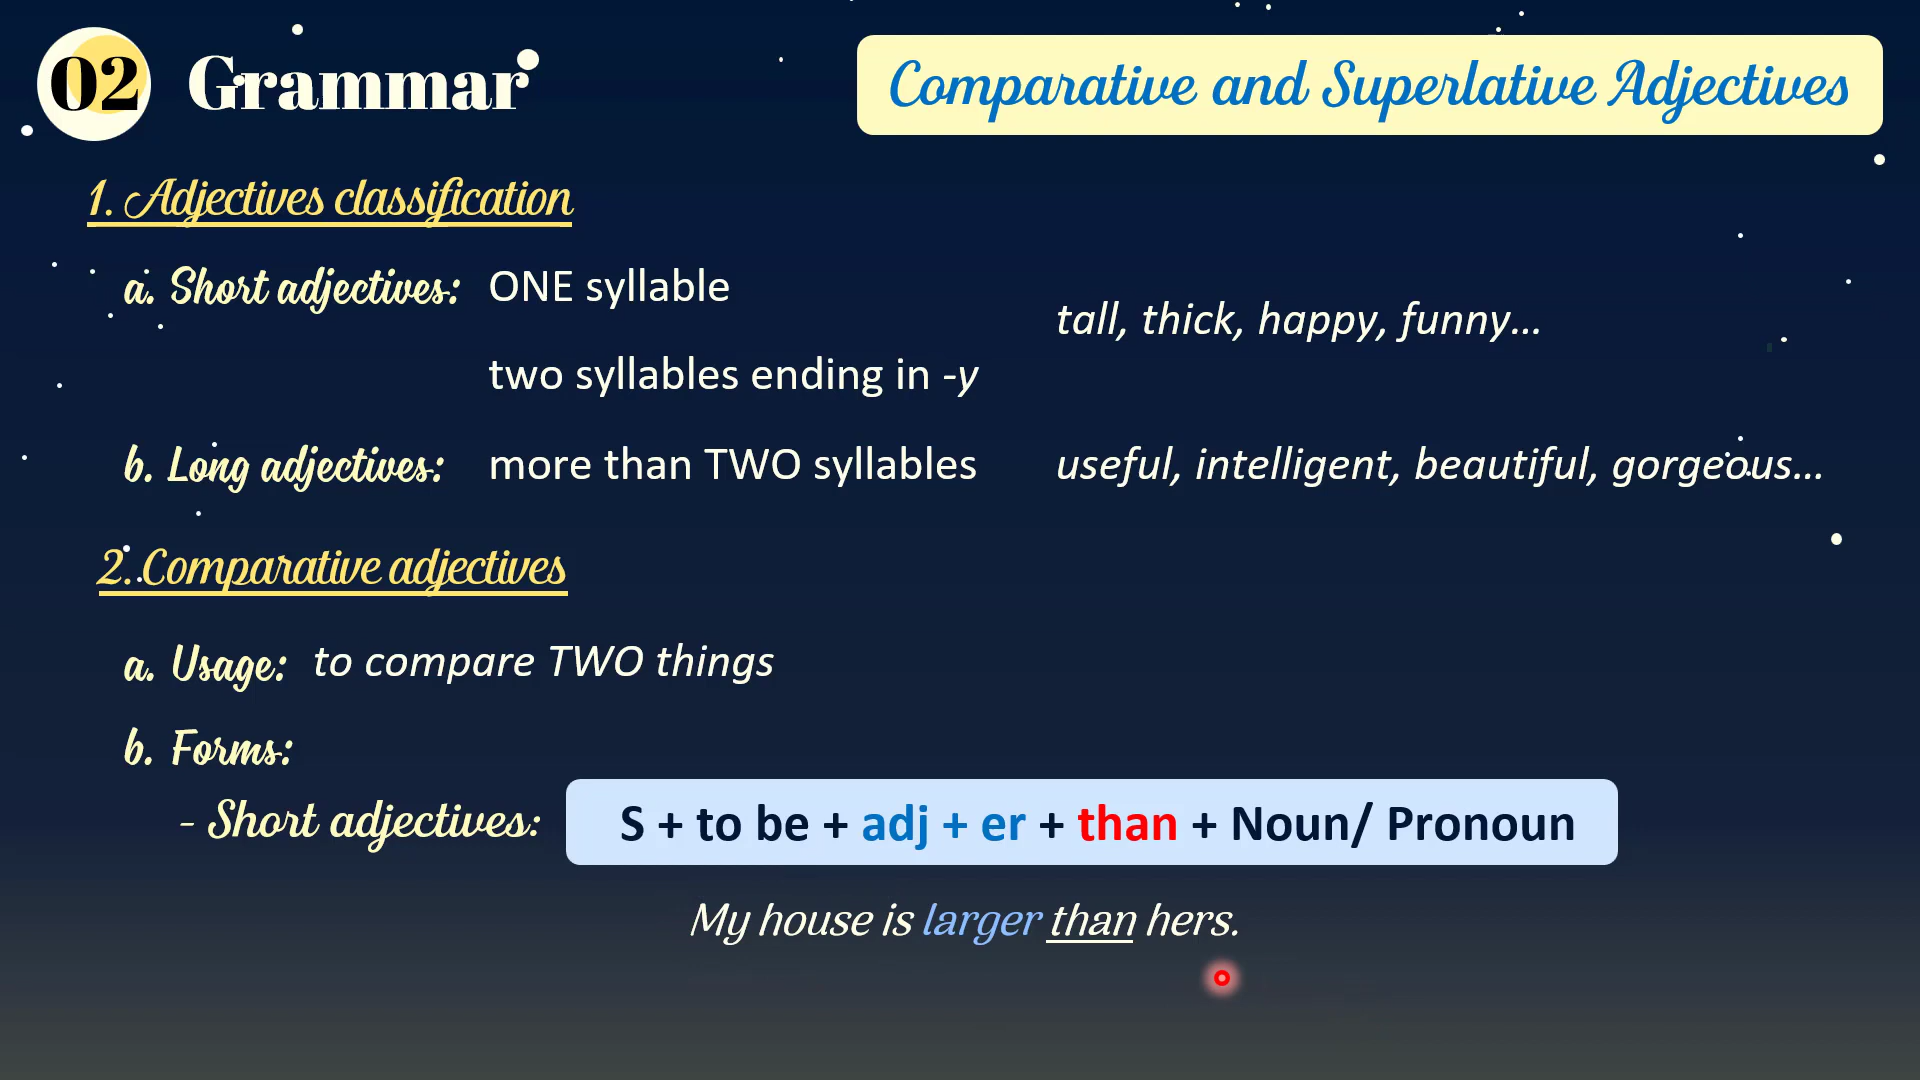 02 Grammar
Comparative and Superlative Adjectives
1. Adjectives classification
a. Short adjectives: ONE syllable
tall, thick, happy, funny...
two syllables ending in -y
b. Long adjectives: more than TWO syllables useful, intelligent, beautiful, gorgeous...
2. Comparative adjectives
a. Usage: to compare TWO things
b. Forms:
- Short adjectives: S + to be + adj + er + than + Noun/ Pronoun
My house is larger than hers.